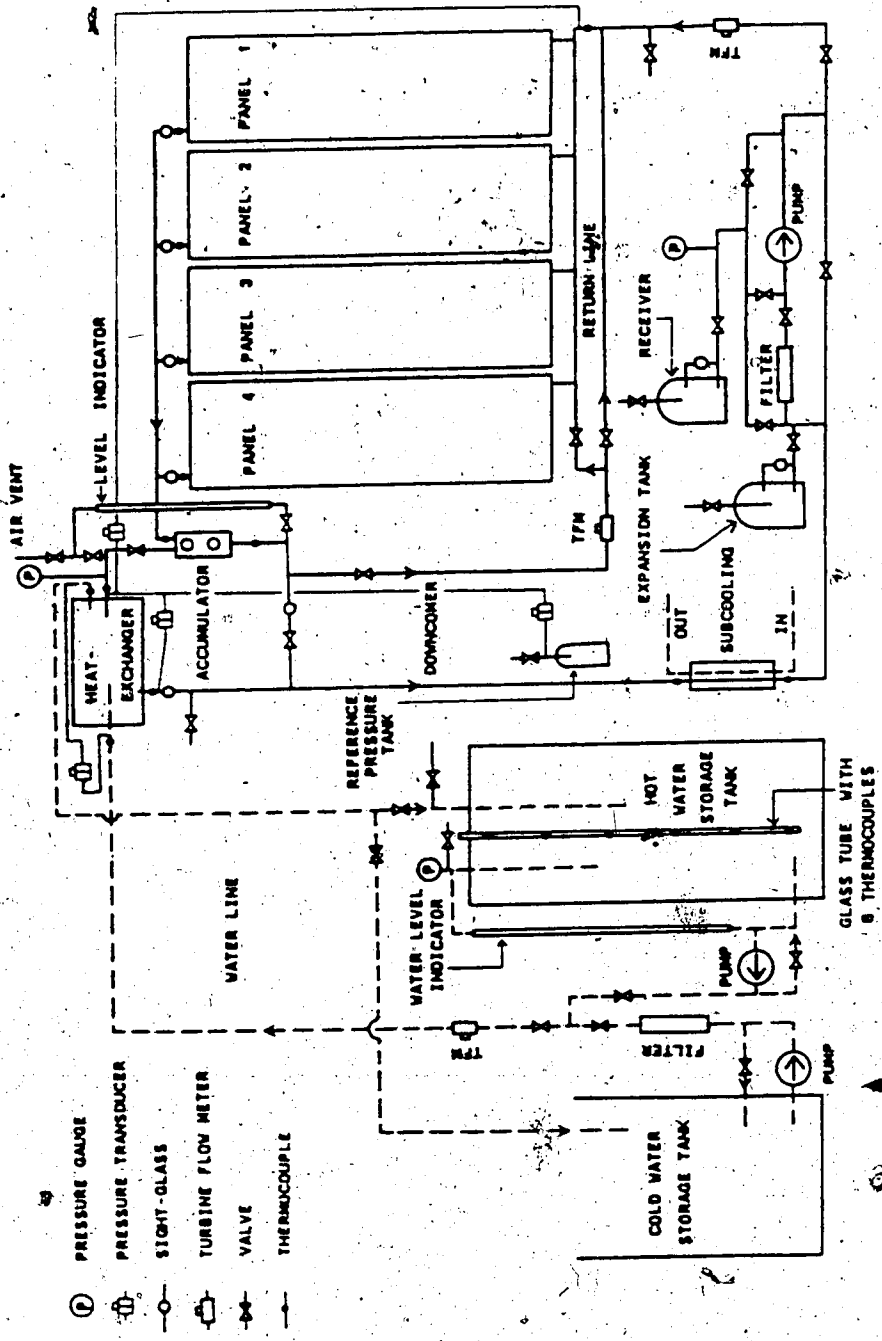 P PRESSURE GAUGE
PRESSURE TRANSDUCER
SIGHT-GLASS
TURBINE FLOW METER
VALVE
THERMOCOUPLE
AIR VENT
P
LEVEL INDICATOR
HEAT-
EXCHANGER
ACCUMULATOR
PANEL 4
PANEL 3
PANEL 2
PANEL 1
WATER LINE
REFERENCE
PRESSURE
TANK
DOWNCOMER
TFM
RETURN LINE
TFM
P
WATER LEVEL
INDICATOR
HOT
WATER
STORAGE
TANK
OUT
SUBCOOLING
IN
EXPANSION TANK
RECEIVER
P
FILTER
PUMP
TFM
FILTER
PUMP
PUMP
COLD WATER
STORAGE TANK
GLASS TUBE WITH
8 THERMOCOUPLES